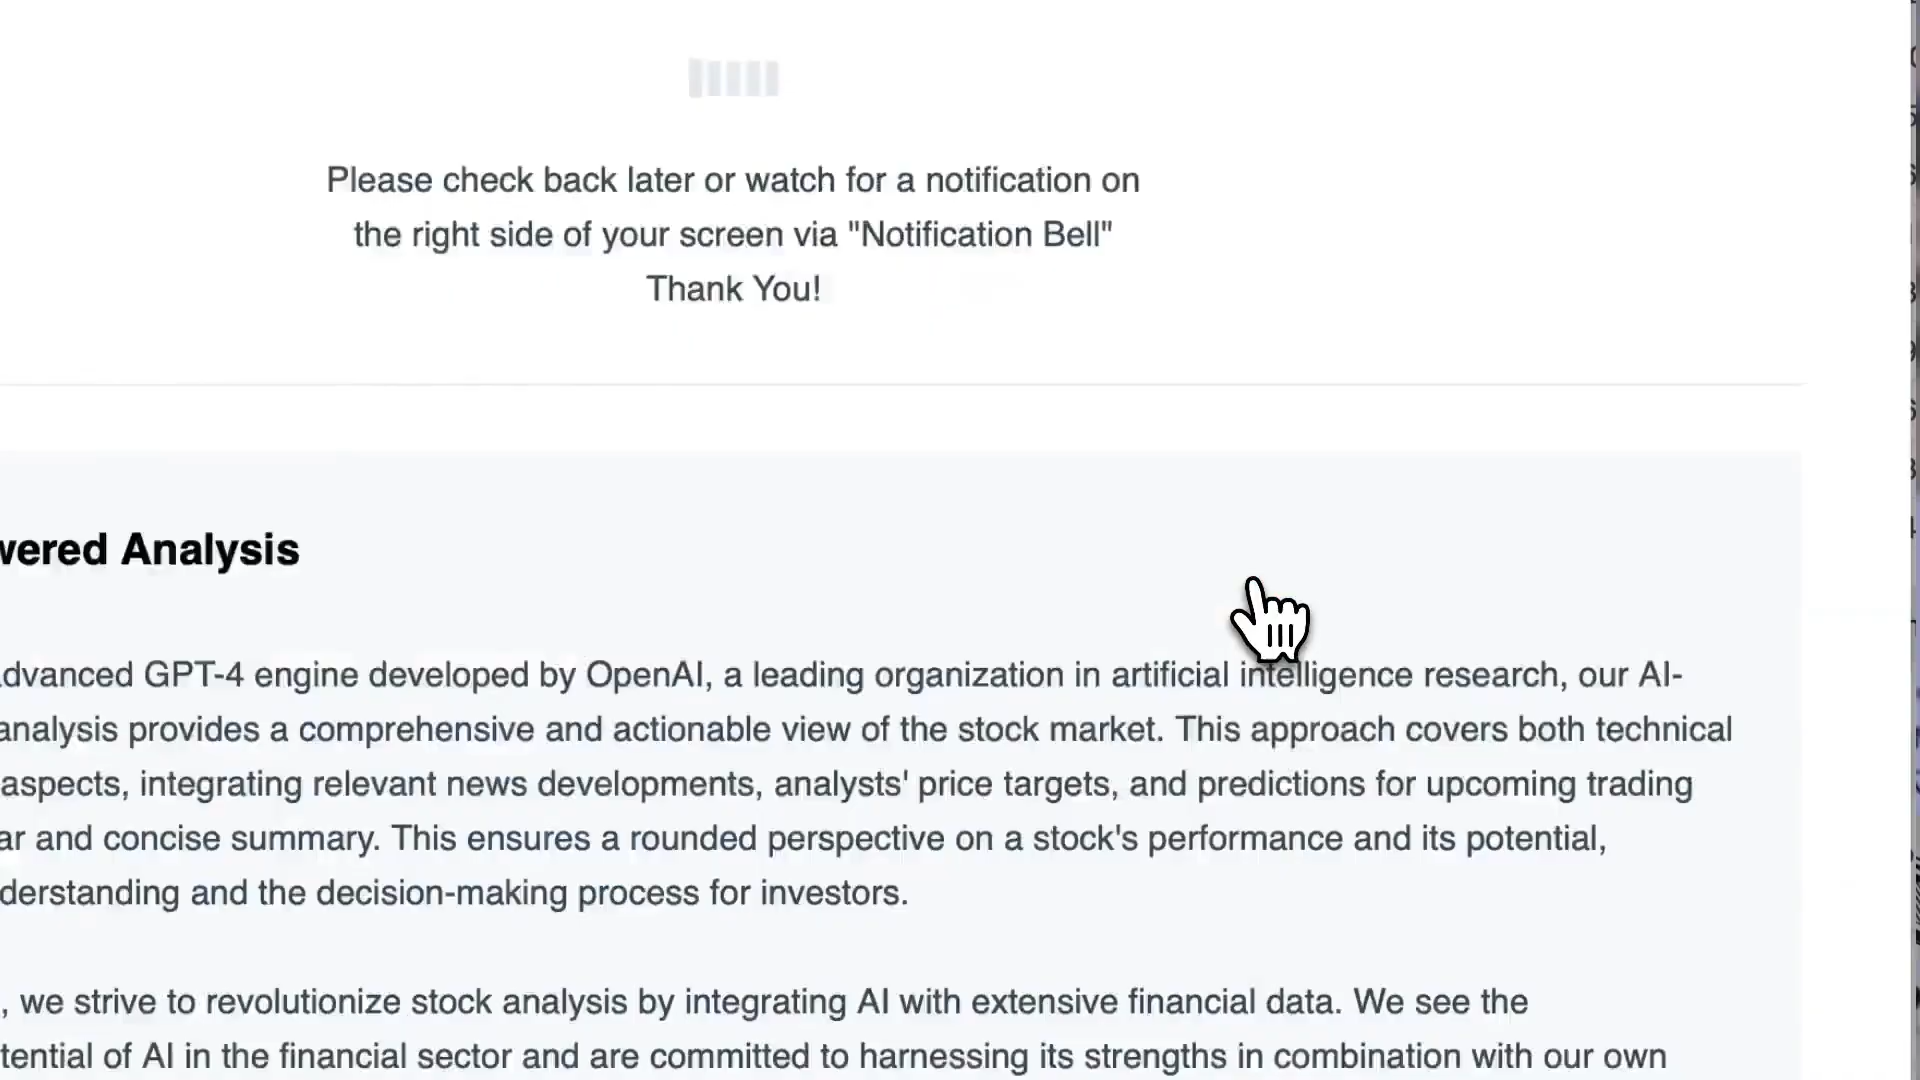 Please check back later or watch for a notification on
the right side of your screen via "Notification Bell"
Thank You!
wered Analysis
dvanced GPT-4 engine developed by OpenAI, a leading organization in artificial intelligence research, our AI-
analysis provides a comprehensive and actionable view of the stock market. This approach covers both technical
aspects, integrating relevant news developments, analysts' price targets, and predictions for upcoming trading
ar and concise summary. This ensures a rounded perspective on a stock's performance and its potential,
derstanding and the decision-making process for investors.
, we strive to revolutionize stock analysis by integrating AI with extensive financial data. We see the
tential of AI in the financial sector and are committed to harnessing its strengths in combination with our own